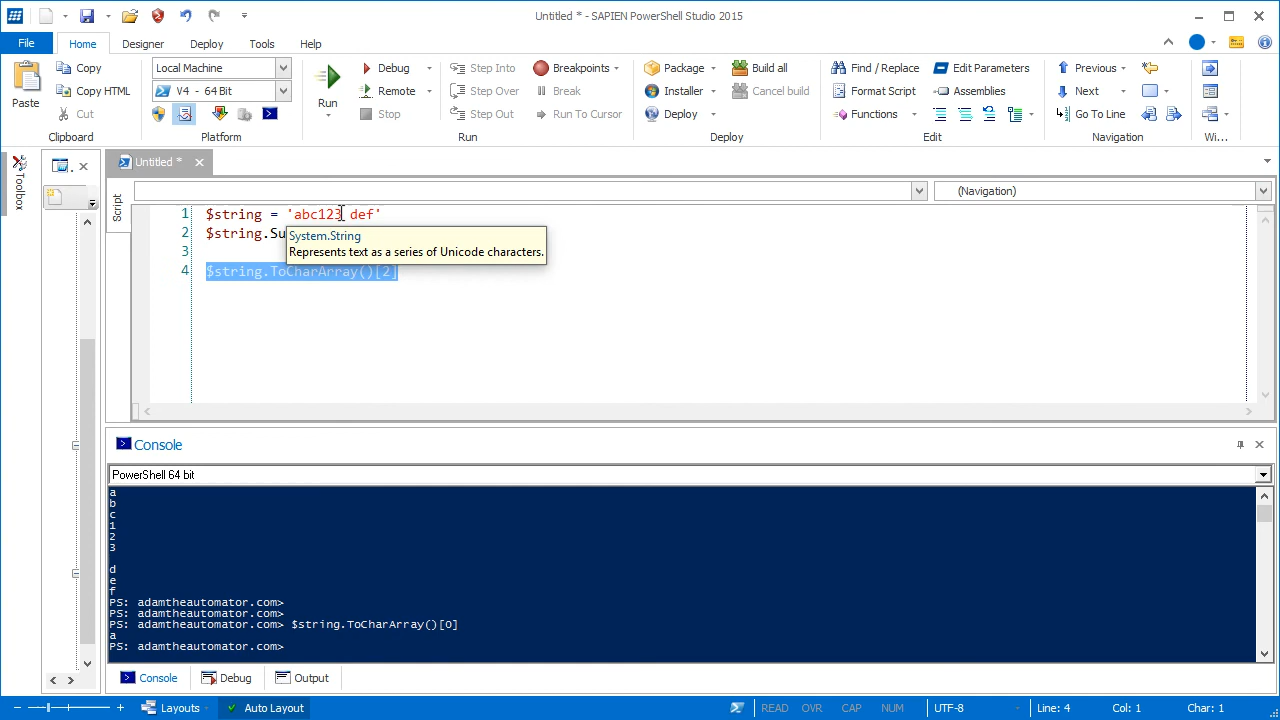 Untitled * - SAPIEN PowerShell Studio 2015
File Home Designer Deploy Tools Help
Paste
Copy
Copy HTML
Cut
Clipboard
Local Machine
V4 - 64 Bit
Platform
Run
Debug
Remote
Stop
Step Into
Step Over
Step Out
Breakpoints
Break
Run To Cursor
Run
Package
Installer
Deploy
Build all
Cancel build
Deploy
Find / Replace
Format Script
Functions
Edit Parameters
Assemblies
Edit
Previous
Next
Go To Line
Navigation
Wi...
Toolbox
Untitled *
Script
(Navigation)
1 $string = 'abc123 def'
2 $string.Su
System.String
Represents text as a series of Unicode characters.
3
4 $string.ToCharArray()[2]
Console
PowerShell 64 bit
a
b
c
1
2
3
d
e
f
PS: adamtheautomator.com>
PS: adamtheautomator.com>
PS: adamtheautomator.com> $string.ToCharArray()[0]
a
PS: adamtheautomator.com>
Console Debug Output
Layouts Auto Layout READ OVR CAP NUM UTF-8 Line: 4 Col: 1 Char: 1